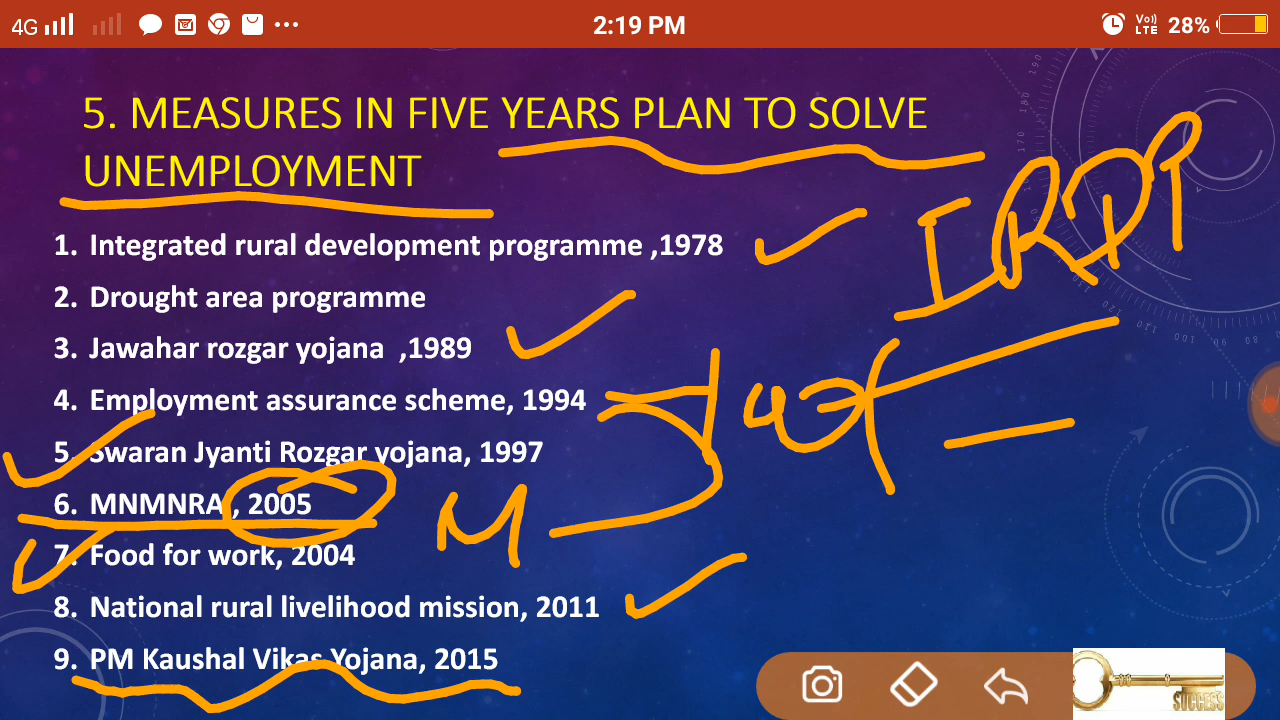 4G 2:19 PM Vo)) LTE 28%
5. MEASURES IN FIVE YEARS PLAN TO SOLVE
UNEMPLOYMENT
IRDP
1. Integrated rural development programme ,1978
2. Drought area programme
3. Jawahar rozgar yojana ,1989
4. Employment assurance scheme, 1994
5. Swaran Jyanti Rozgar yojana, 1997
6. MNMNRA , 2005
7. Food for work, 2004
8. National rural livelihood mission, 2011
9. PM Kaushal Vikas Yojana, 2015
SUCCESS